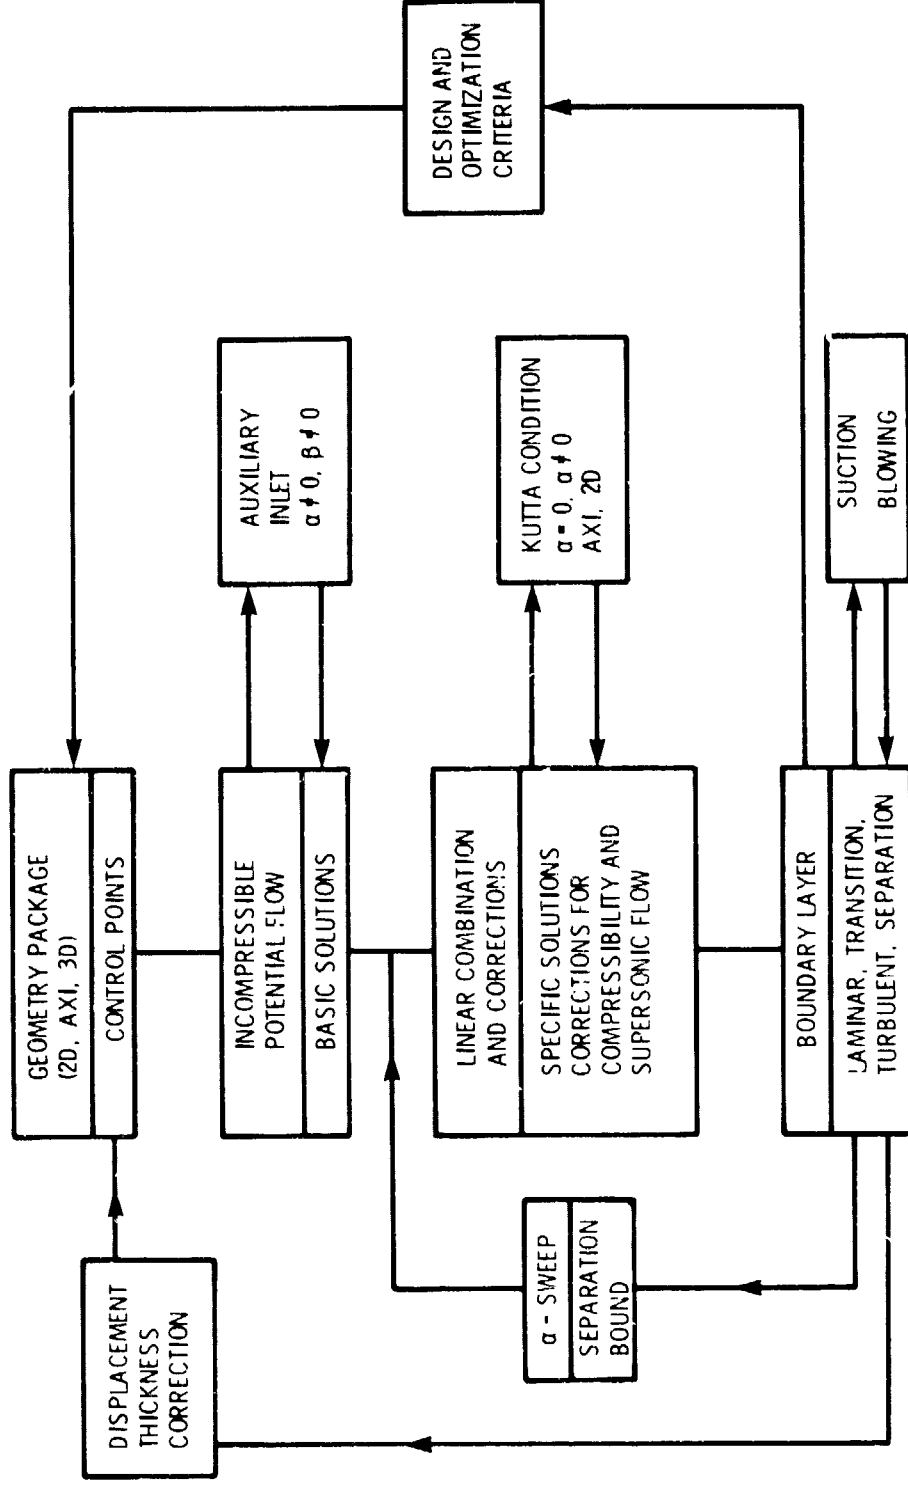 DISPLACEMENT
THICKNESS
CORRECTION
GEOMETRY PACKAGE
(2D, AXI, 3D)
CONTROL POINTS
INCOMPRESSIBLE
POTENTIAL FLOW
BASIC SOLUTIONS
AUXILIARY
INLET
α ≠ 0, β ≠ 0
α - SWEEP
SEPARATION
BOUND
LINEAR COMBINATION
AND CORRECTIONS
SPECIFIC SOLUTIONS
CORRECTIONS FOR
COMPRESSIBILITY AND
SUPERSONIC FLOW
KUTTA CONDITION
α = 0, α ≠ 0
AXI, 2D
DESIGN AND
OPTIMIZATION
CRITERIA
BOUNDARY LAYER
LAMINAR, TRANSITION,
TURBULENT, SEPARATION
SUCTION
BLOWING